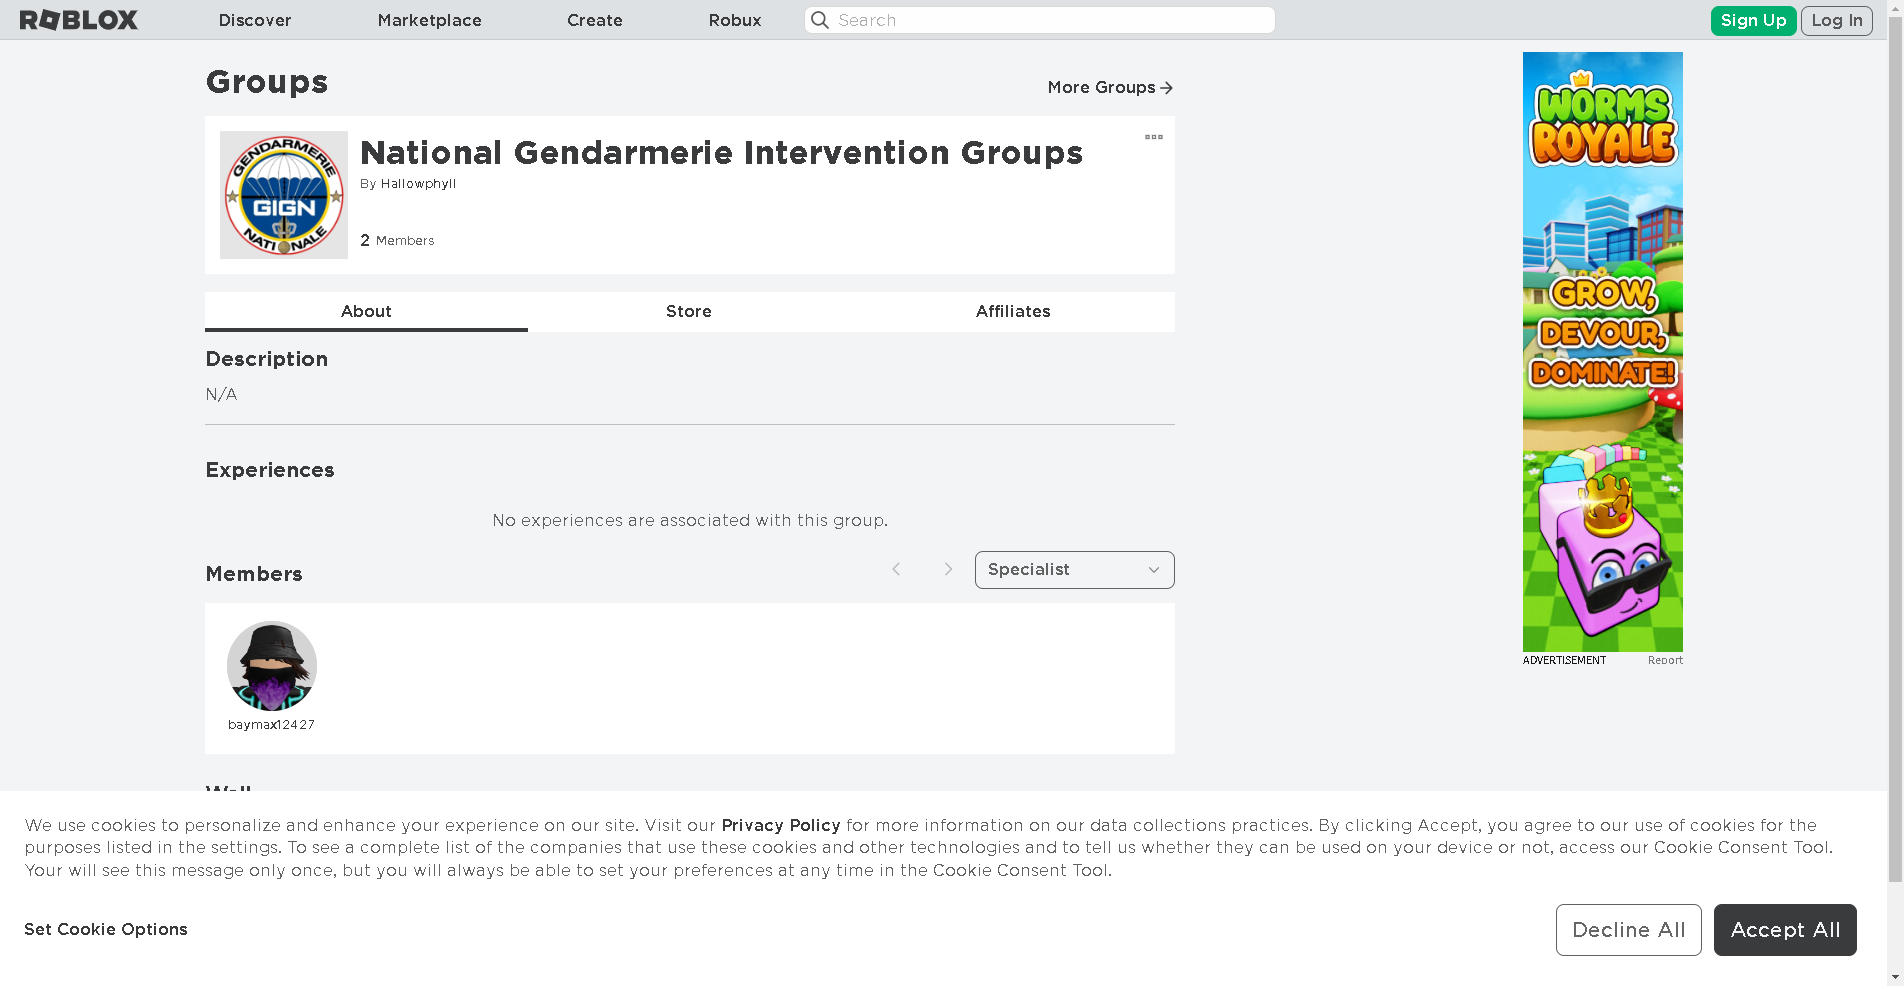 ROBLOX
Discover
Marketplace
Create
Robux
Search
Sign Up
Log In
Groups
More Groups
GENDARMERIE
GIGN
NATIONALE
National Gendarmerie Intervention Groups
By Hallowphyll
2 Members
About
Store
Affiliates
Description
N/A
Experiences
No experiences are associated with this group.
Members
Specialist
baymax12427
Wall
WORMS
ROYALE
GROW,
DEVOUR,
DOMINATE!
ADVERTISEMENT
Report
We use cookies to personalize and enhance your experience on our site. Visit our Privacy Policy for more information on our data collections practices. By clicking Accept, you agree to our use of cookies for the
purposes listed in the settings. To see a complete list of the companies that use these cookies and other technologies and to tell us whether they can be used on your device or not, access our Cookie Consent Tool.
Your will see this message only once, but you will always be able to set your preferences at any time in the Cookie Consent Tool.
Set Cookie Options
Decline All
Accept All